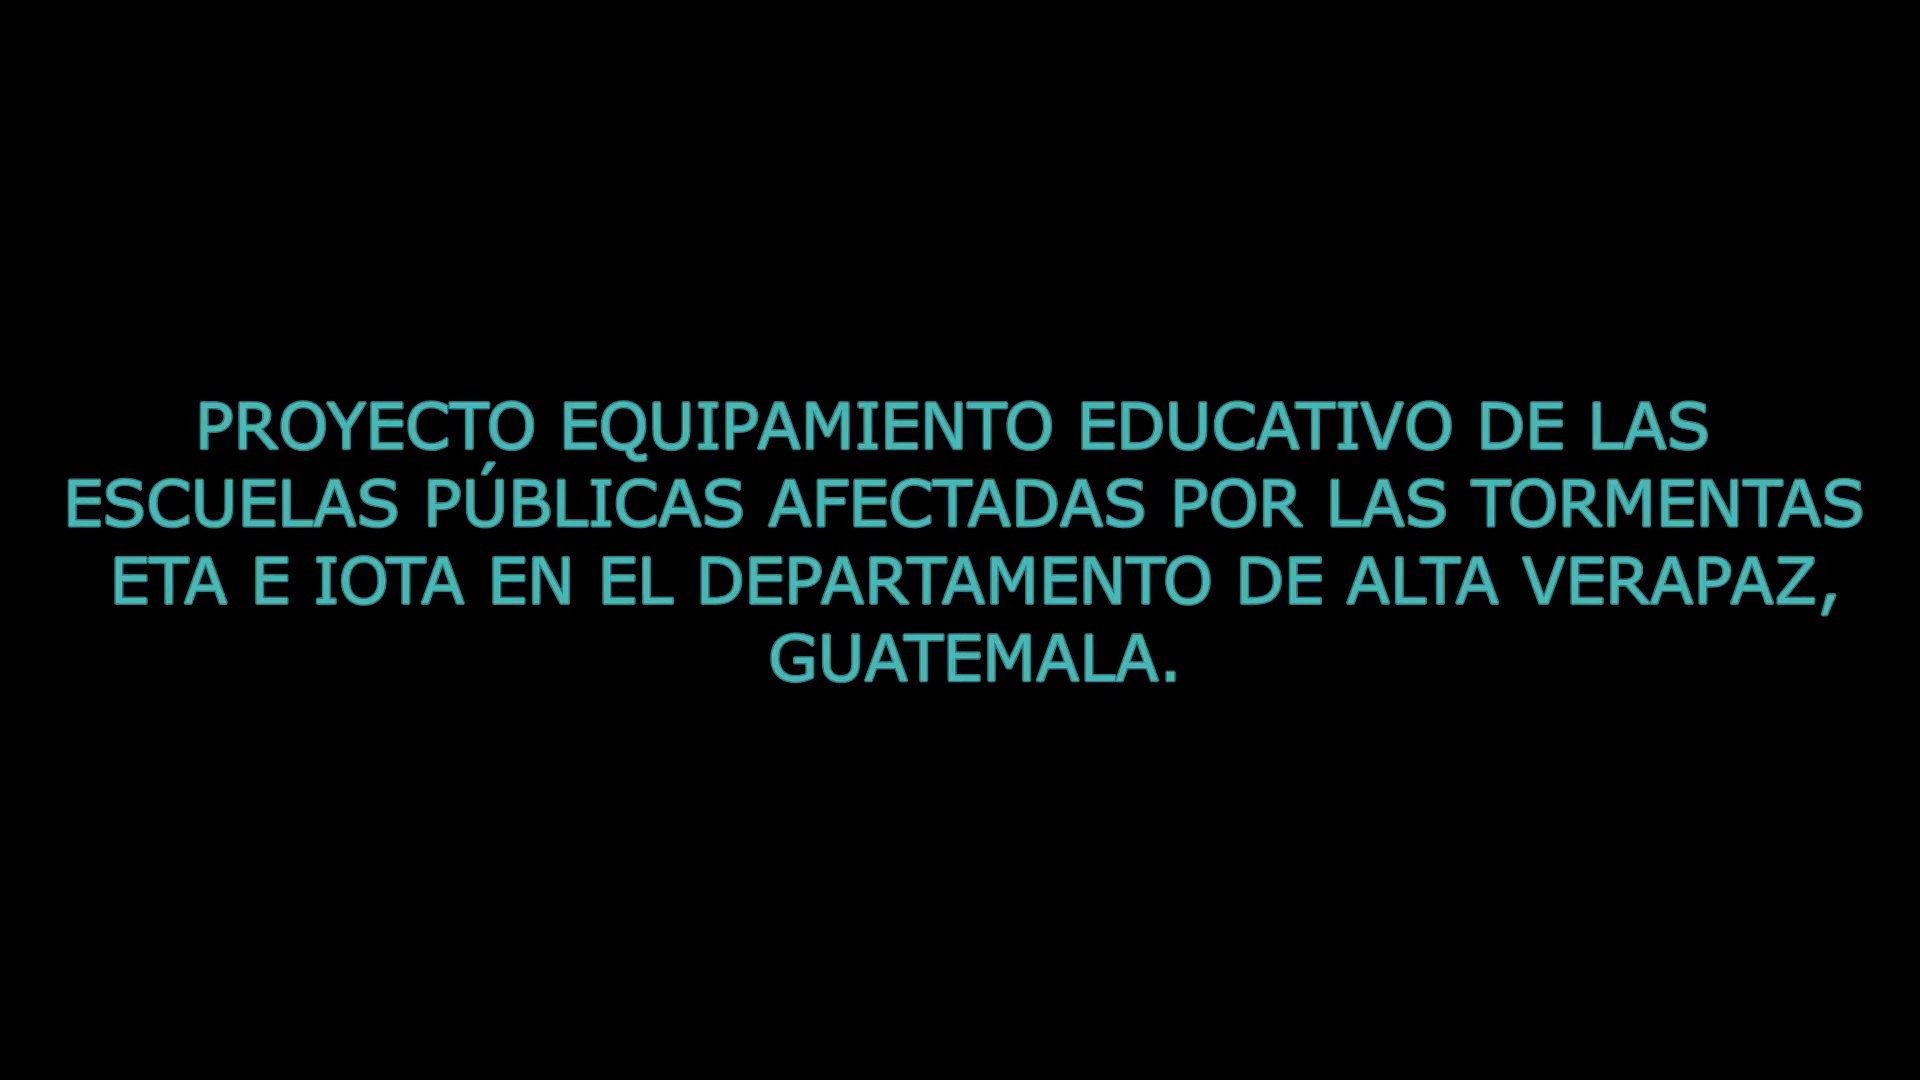 PROYECTO EQUIPAMIENTO EDUCATIVO DE LAS
ESCUELAS PÚBLICAS AFECTADAS POR LAS TORMENTAS
ETA E IOTA EN EL DEPARTAMENTO DE ALTA VERAPAZ,
GUATEMALA.